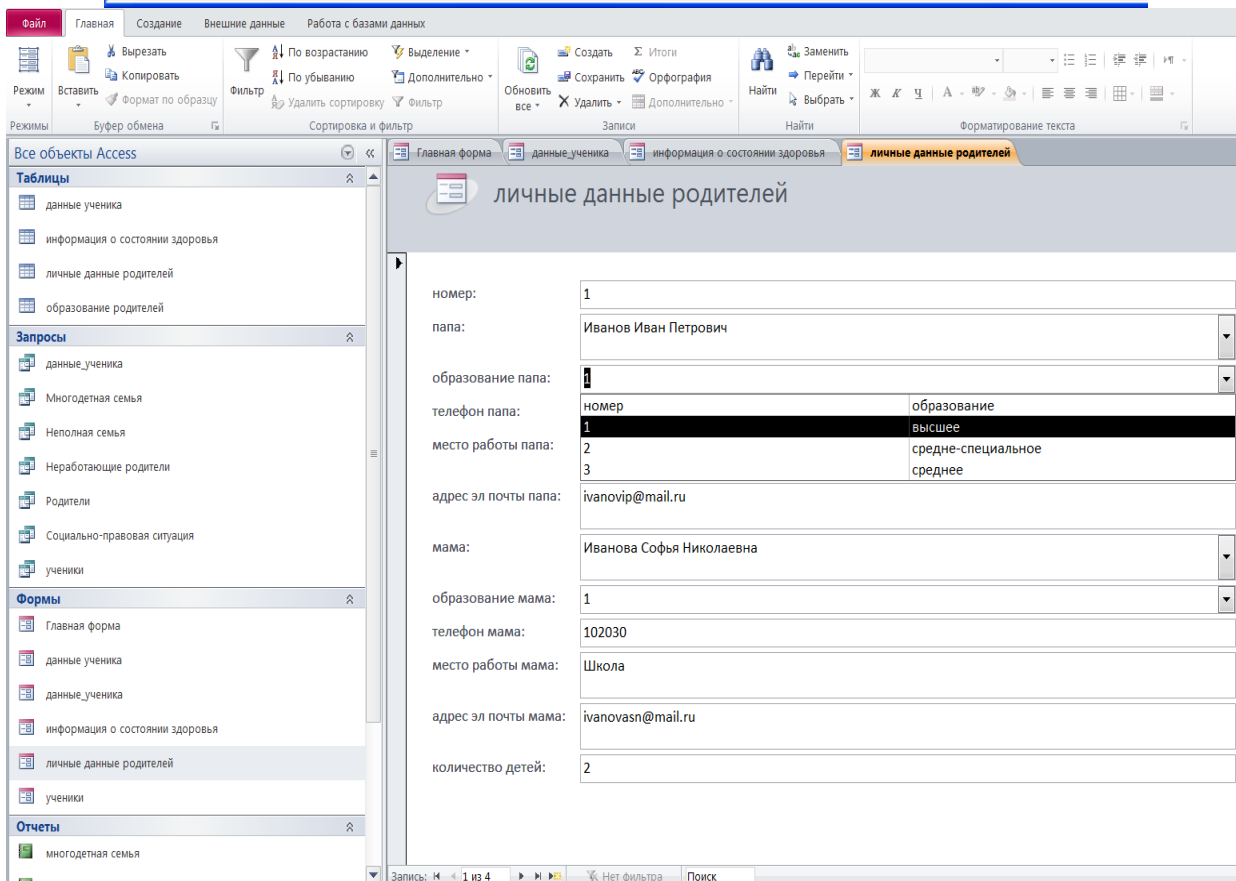 Файл Главная Создание Внешние данные Работа с базами данных
Режим
Режимы
Вставить
Вырезать
Копировать
Формат по образцу
Буфер обмена
Фильтр
По возрастанию
По убыванию
Удалить сортировку
Выделение
Дополнительно
Фильтр
Сортировка и фильтр
Обновить
все
Создать
Сохранить
Удалить
Итоги
Орфография
Дополнительно
Записи
Найти
Заменить
Перейти
Выбрать
Найти
Ж К Ч А
Форматирование текста
Все объекты Access
Таблицы
данные ученика
информация о состоянии здоровья
личные данные родителей
образование родителей
Запросы
данные_ученика
Многодетная семья
Неполная семья
Неработающие родители
Родители
Социально-правовая ситуация
ученики
Формы
Главная форма
данные ученика
данные_ученика
информация о состоянии здоровья
личные данные родителей
ученики
Отчеты
многодетная семья
Главная форма данные_ученика информация о состоянии здоровья личные данные родителей
личные данные родителей
номер: 1
папа: Иванов Иван Петрович
образование папа: 1
телефон папа:
номер образование
1 высшее
место работы папа:
2 средне-специальное
3 среднее
адрес эл почты папа: ivanovip@mail.ru
мама: Иванова Софья Николаевна
образование мама: 1
телефон мама: 102030
место работы мама: Школа
адрес эл почты мама: ivanovasn@mail.ru
количество детей: 2
Запись: 1 из 4 Нет фильтра Поиск